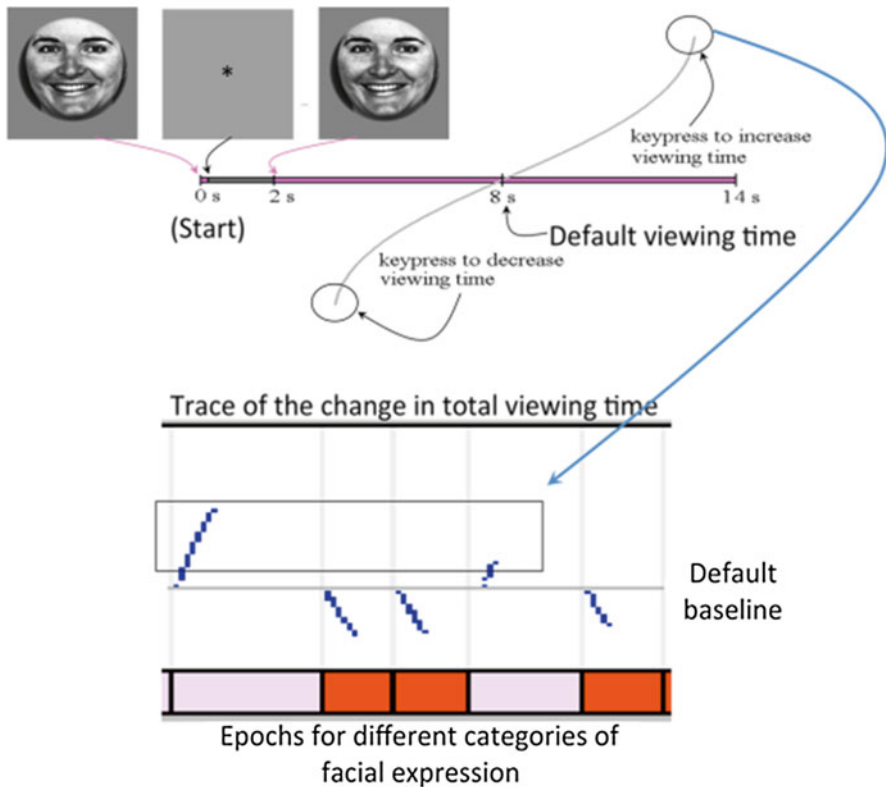 *
keypress to increase
viewing time
0 s
2 s
8 s
14 s
(Start)
Default viewing time
keypress to decrease
viewing time
Trace of the change in total viewing time
Default
baseline
Epochs for different categories of
facial expression